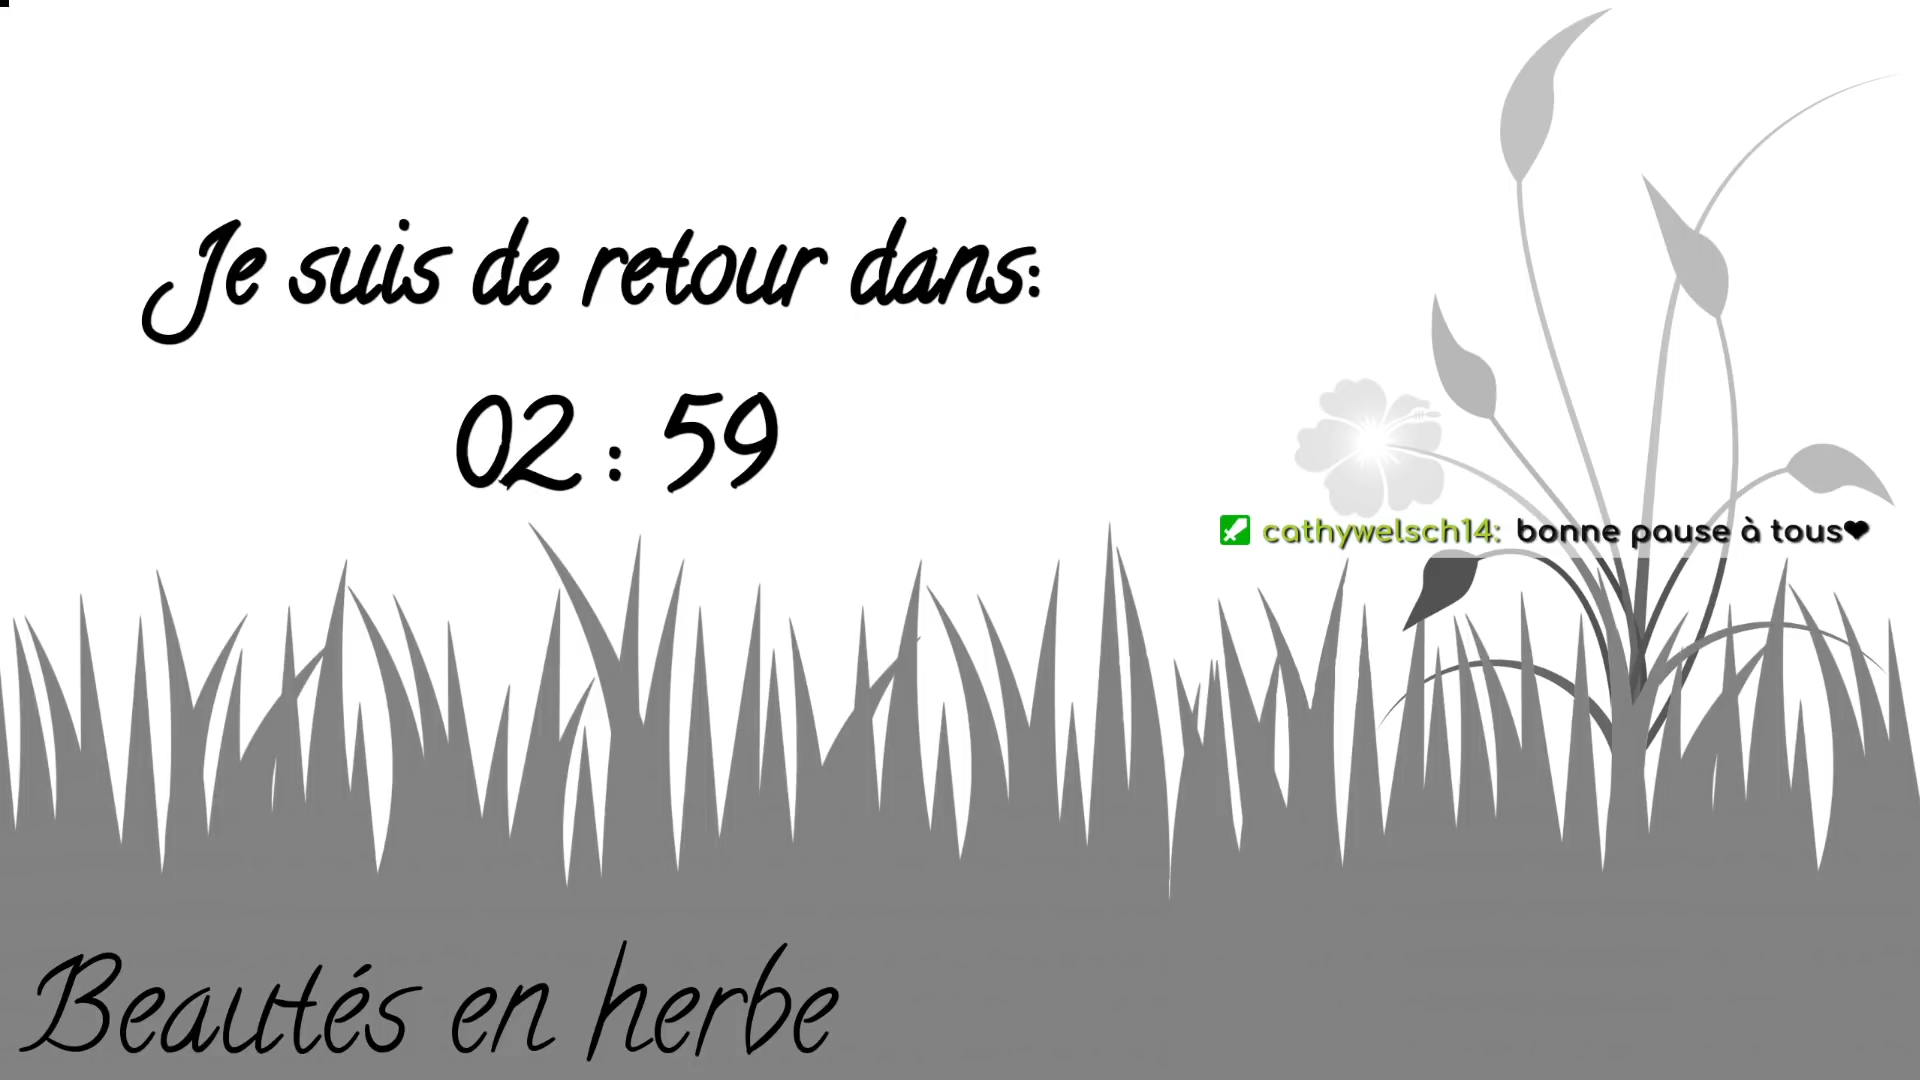 Je suis de retour dans:
02 : 59
cathywelsch14: bonne pause à tous❤
Beautés en herbe